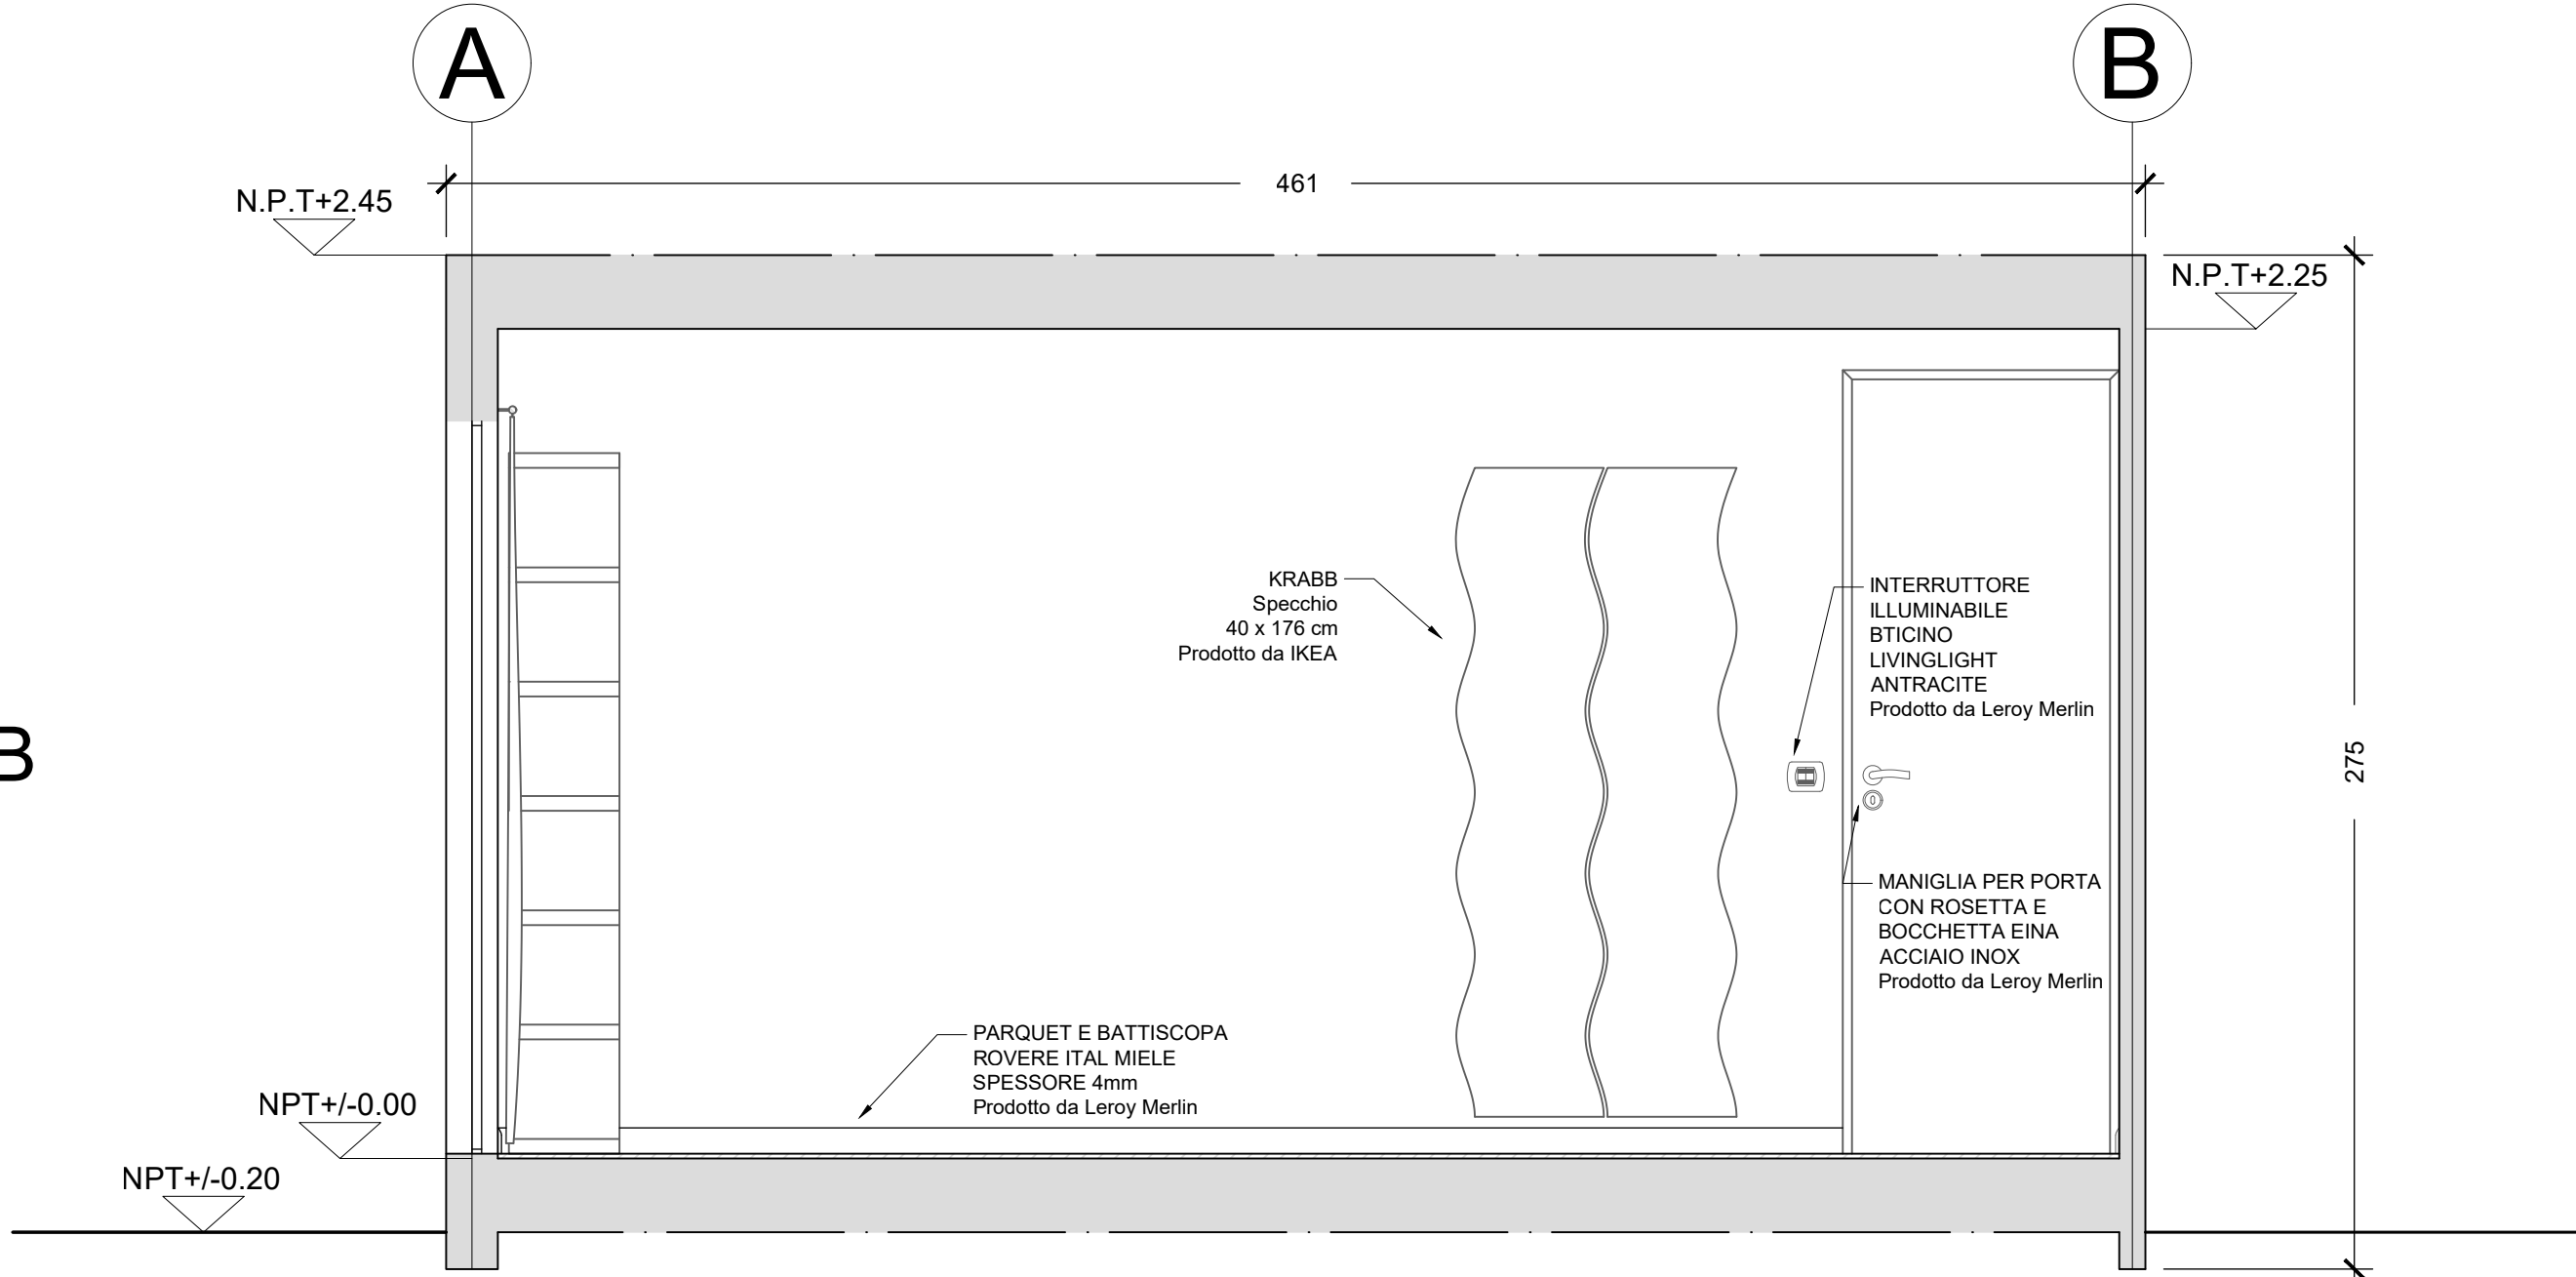 A
B
461
N.P.T+2.45
N.P.T+2.25
KRABB
Specchio
40 x 176 cm
Prodotto da IKEA
INTERRUTTORE
ILLUMINABILE
BTICINO
LIVINGLIGHT
ANTRACITE
Prodotto da Leroy Merlin
B
275
MANIGLIA PER PORTA
CON ROSETTA E
BOCCHETTA EINA
ACCIAIO INOX
Prodotto da Leroy Merlin
PARQUET E BATTISCOPA
ROVERE ITAL MIELE
SPESSORE 4mm
Prodotto da Leroy Merlin
NPT+/-0.00
NPT+/-0.20